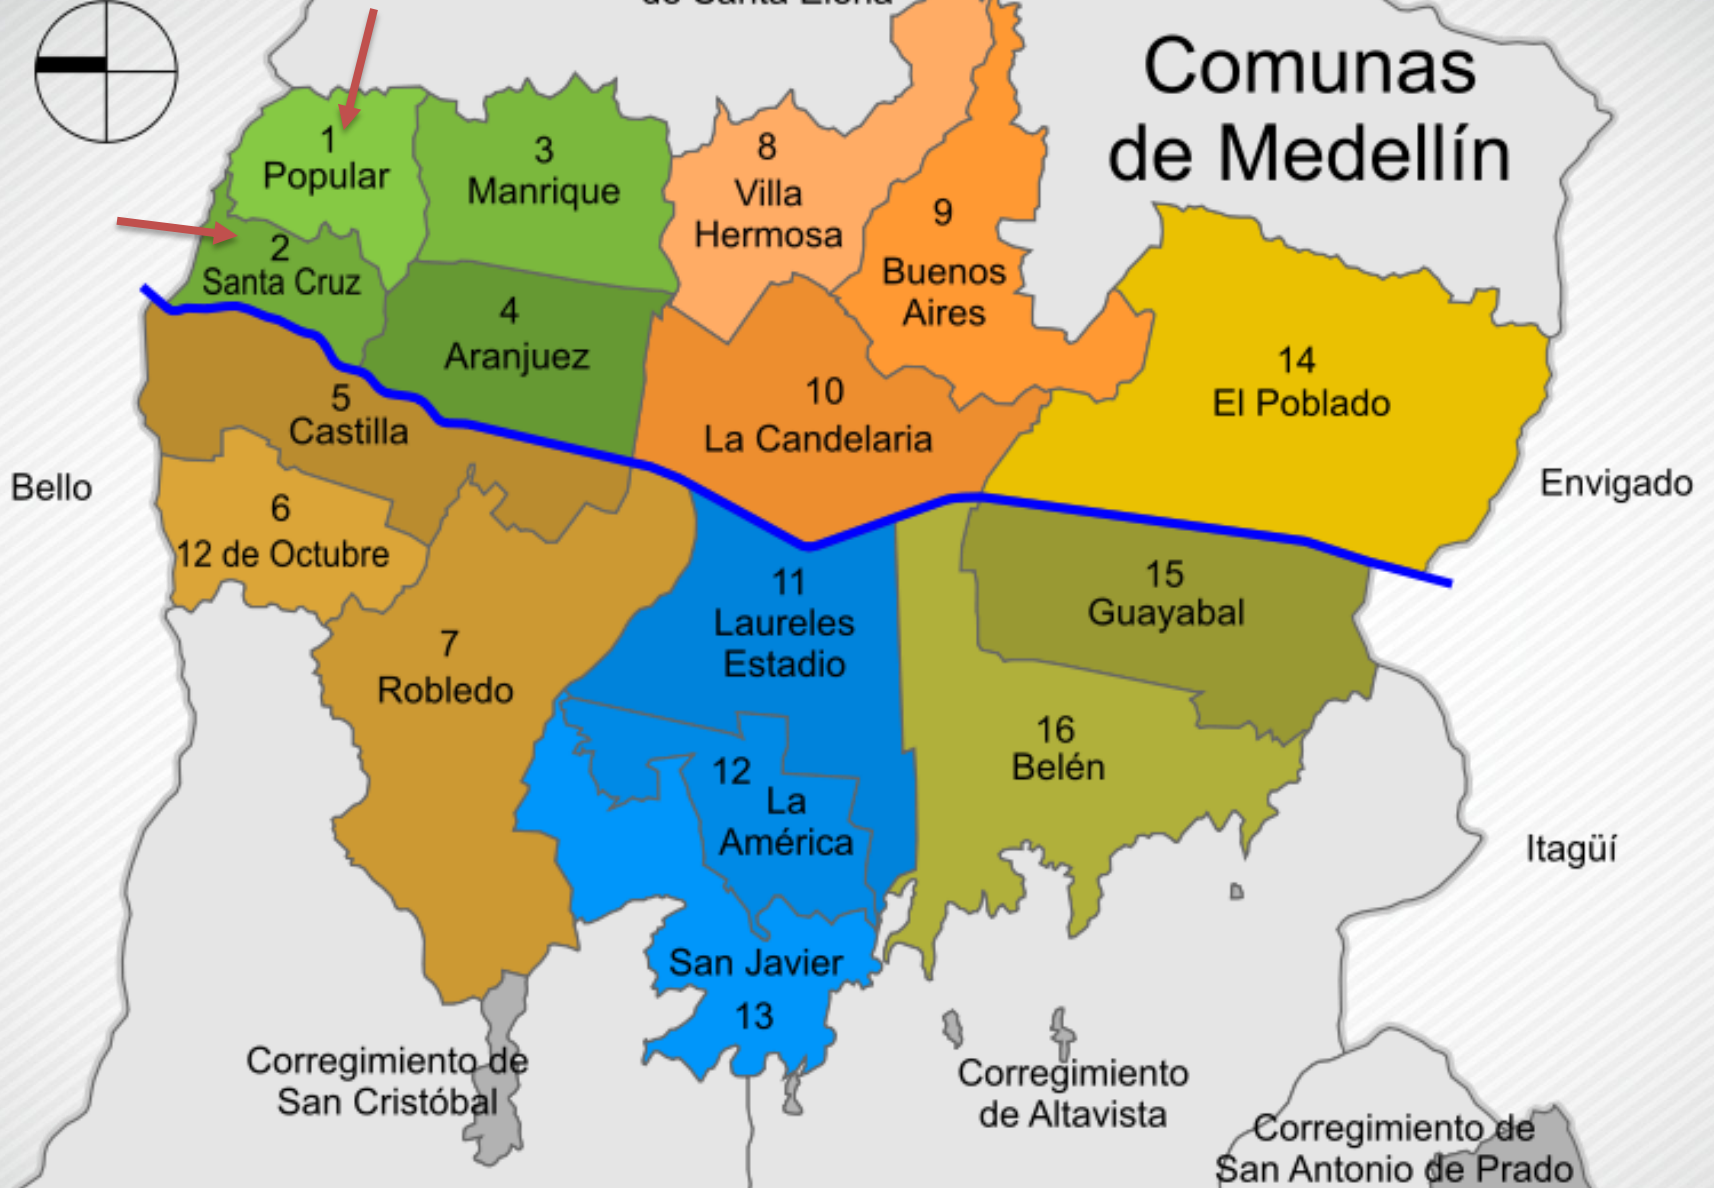 de Santa Elena
Comunas
de Medellín
1
Popular
3
Manrique
8
Villa
Hermosa
9
Buenos
Aires
2
Santa Cruz
4
Aranjuez
14
El Poblado
5
Castilla
10
La Candelaria
Bello
Envigado
6
12 de Octubre
11
Laureles
Estadio
15
Guayabal
7
Robledo
16
Belén
12
La
América
Itagüí
San Javier
13
Corregimiento de
San Cristóbal
Corregimiento
de Altavista
Corregimiento de
San Antonio de Prado